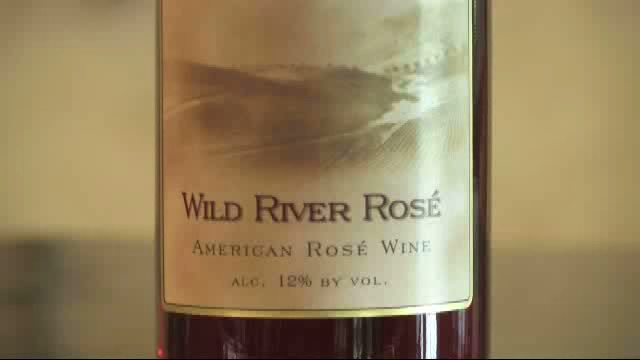 WILD RIVER ROSÉ
AMERICAN ROSÉ WINE
ALC. 12% BY VOL.